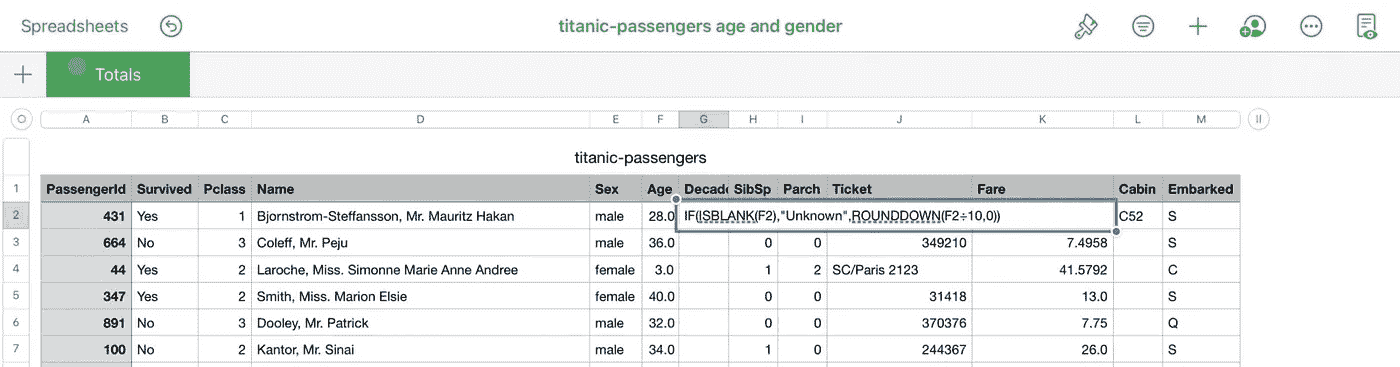 Spreadsheets titanic-passengers age and gender
Totals
A B C D E F G H I J K L M
titanic-passengers
1 PassengerId Survived Pclass Name Sex Age Decade SibSp Parch Ticket Fare Cabin Embarked
2 431 Yes 1 Bjornstrom-Steffansson, Mr. Mauritz Hakan male 28.0 IF(ISBLANK(F2),"Unknown",ROUNDDOWN(F2÷10,0)) C52 S
3 664 No 3 Coleff, Mr. Peju male 36.0 0 0 349210 7.4958 S
4 44 Yes 2 Laroche, Miss. Simonne Marie Anne Andree female 3.0 1 2 SC/Paris 2123 41.5792 C
5 347 Yes 2 Smith, Miss. Marion Elsie female 40.0 0 0 31418 13.0 S
6 891 No 3 Dooley, Mr. Patrick male 32.0 0 0 370376 7.75 Q
7 100 No 2 Kantor, Mr. Sinai male 34.0 1 0 244367 26.0 S